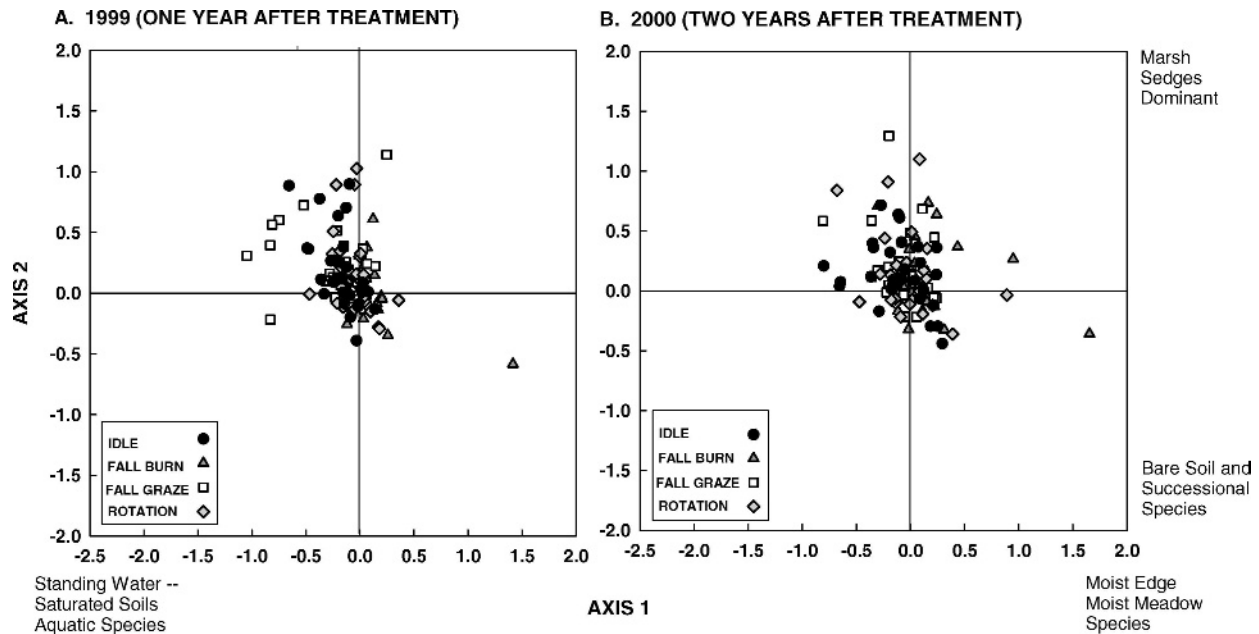 A. 1999 (ONE YEAR AFTER TREATMENT)
2.0
1.5
1.0
0.5
0.0
-0.5
-1.0
-1.5
-2.0
-2.5 -2.0 -1.5 -1.0 -0.5 0.0 0.5 1.0 1.5 2.0
AXIS 2
IDLE
FALL BURN
FALL GRAZE
ROTATION
Standing Water --
Saturated Soils
Aquatic Species
B. 2000 (TWO YEARS AFTER TREATMENT)
2.0
1.5
1.0
0.5
0.0
-0.5
-1.0
-1.5
-2.0
-2.5 -2.0 -1.5 -1.0 -0.5 0.0 0.5 1.0 1.5 2.0
IDLE
FALL BURN
FALL GRAZE
ROTATION
Marsh
Sedges
Dominant
Bare Soil and
Successional
Species
AXIS 1
Moist Edge
Moist Meadow
Species